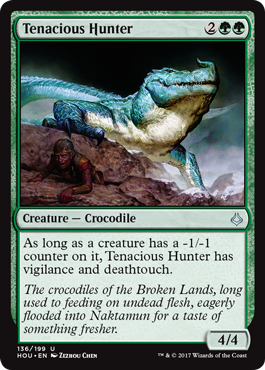 Tenacious Hunter 2
Creature — Crocodile
As long as a creature has a -1/-1
counter on it, Tenacious Hunter has
vigilance and deathtouch.
The crocodiles of the Broken Lands, long
used to feeding on undead flesh, eagerly
flooded into Naktamun for a taste of
something fresher.
4/4
136/199 U
HOU • EN Zezhou Chen
™ & © 2017 Wizards of the Coast